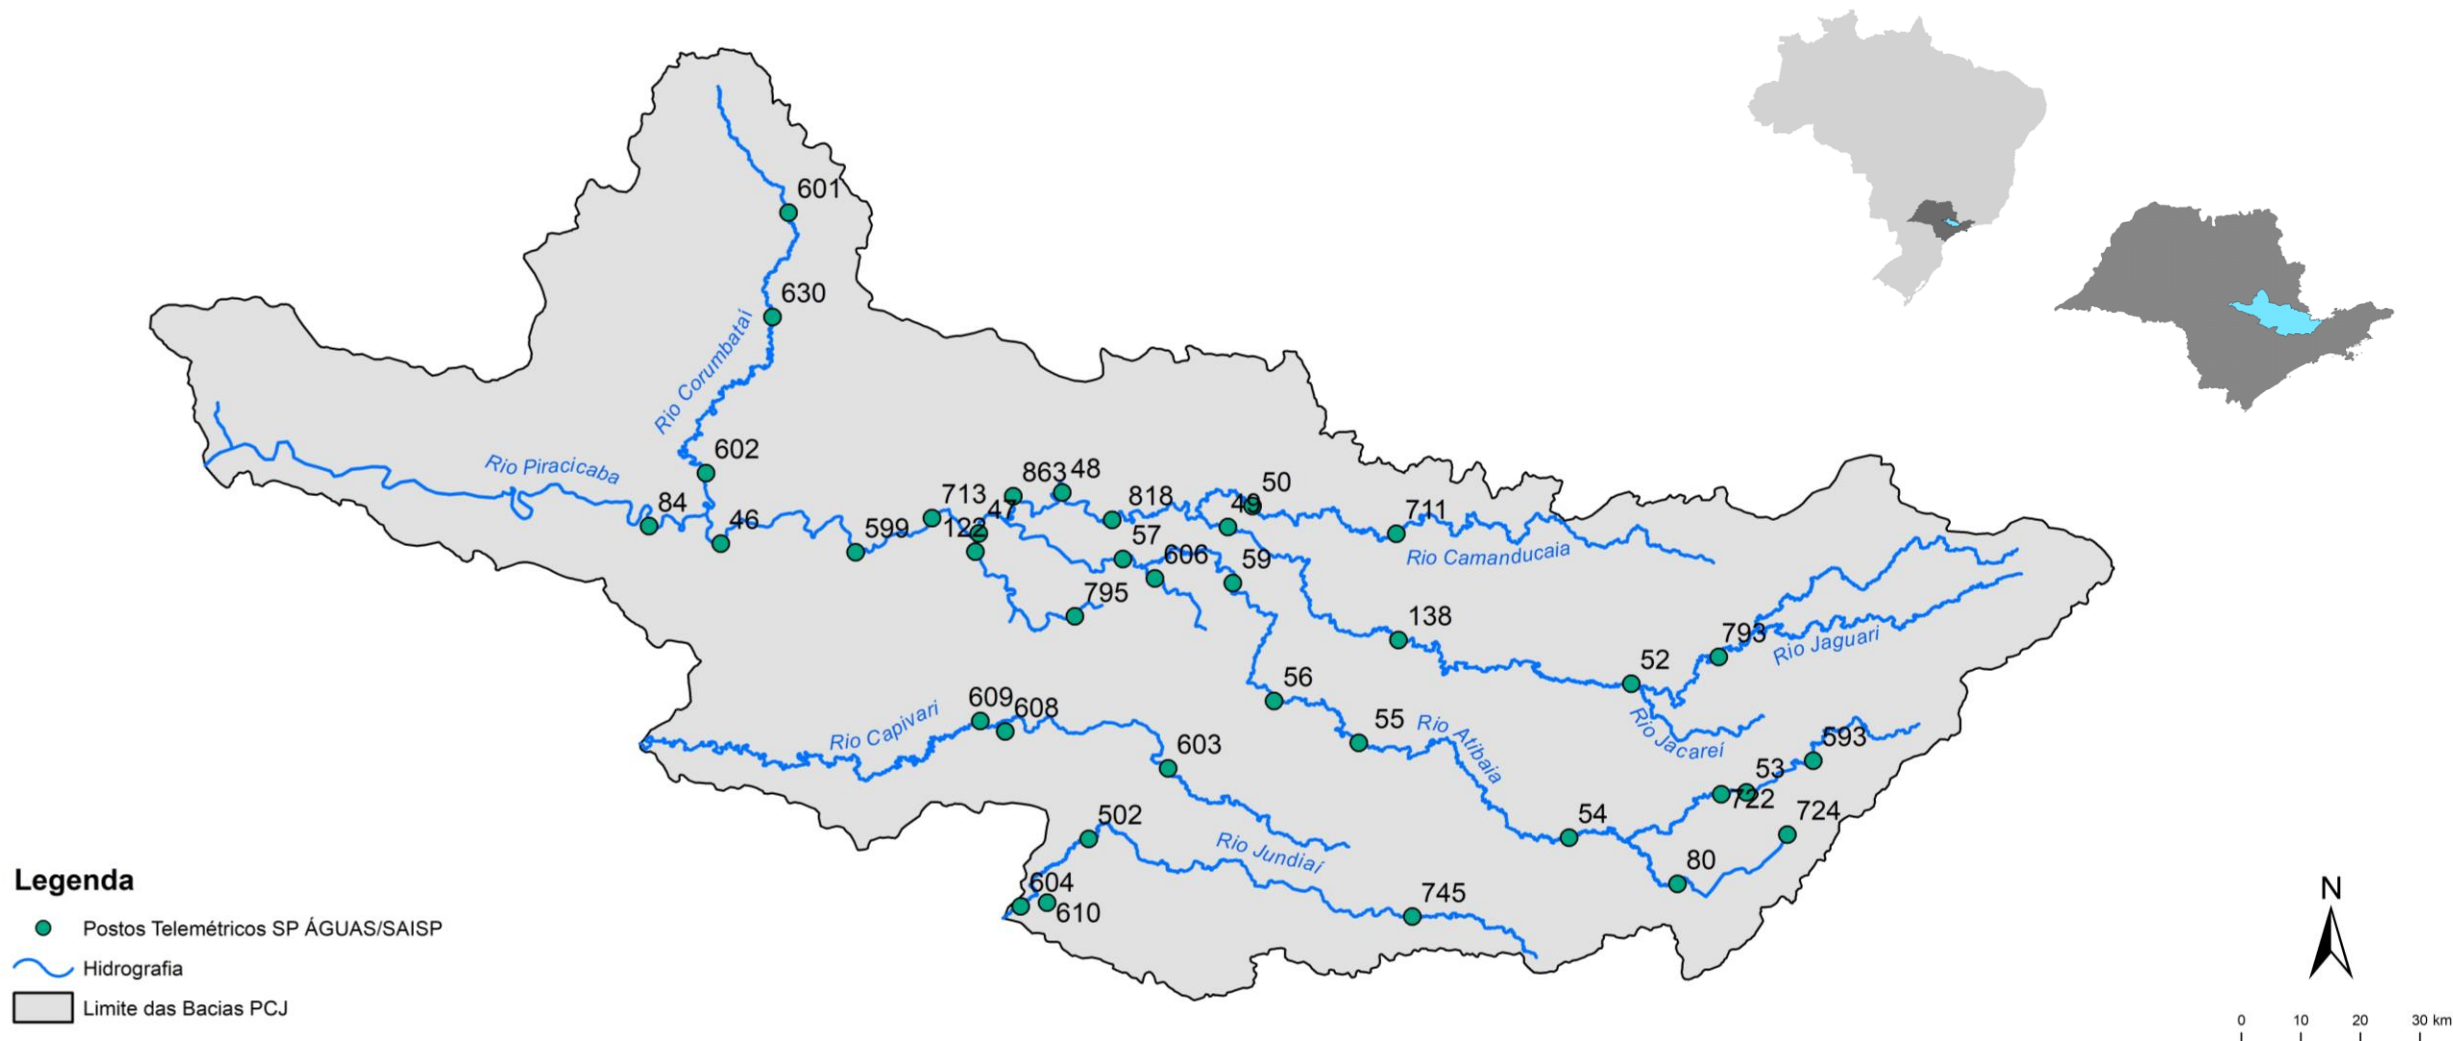 601
630
Rio Corumbataí
602
Rio Piracicaba
84
46
599
713
122
47
863
48
818
57
606
795
49
50
59
711
Rio Camanducaia
138
52
793
Rio Jaguari
Rio Jacareí
56
55
Rio Atibaia
593
53
722
724
54
80
609
608
Rio Capivari
603
502
Rio Jundiaí
604
610
745
Legenda
Postos Telemétricos SP ÁGUAS/SAISP
Hidrografia
Limite das Bacias PCJ
N
0 10 20 30 km